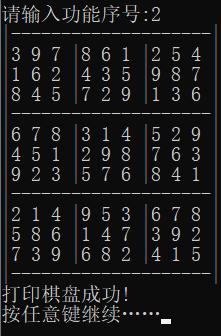 请输入功能序号:2
---------------------
|3 9 7 |8 6 1 |2 5 4
|1 6 2 |4 3 5 |9 8 7
|8 4 5 |7 2 9 |1 3 6
---------------------
|6 7 8 |3 1 4 |5 2 9
|4 5 1 |2 9 8 |7 6 3
|9 2 3 |5 7 6 |8 4 1
---------------------
|2 1 4 |9 5 3 |6 7 8
|5 8 6 |1 4 7 |3 9 2
|7 3 9 |6 8 2 |4 1 5
---------------------
打印棋盘成功!
按任意键继续……